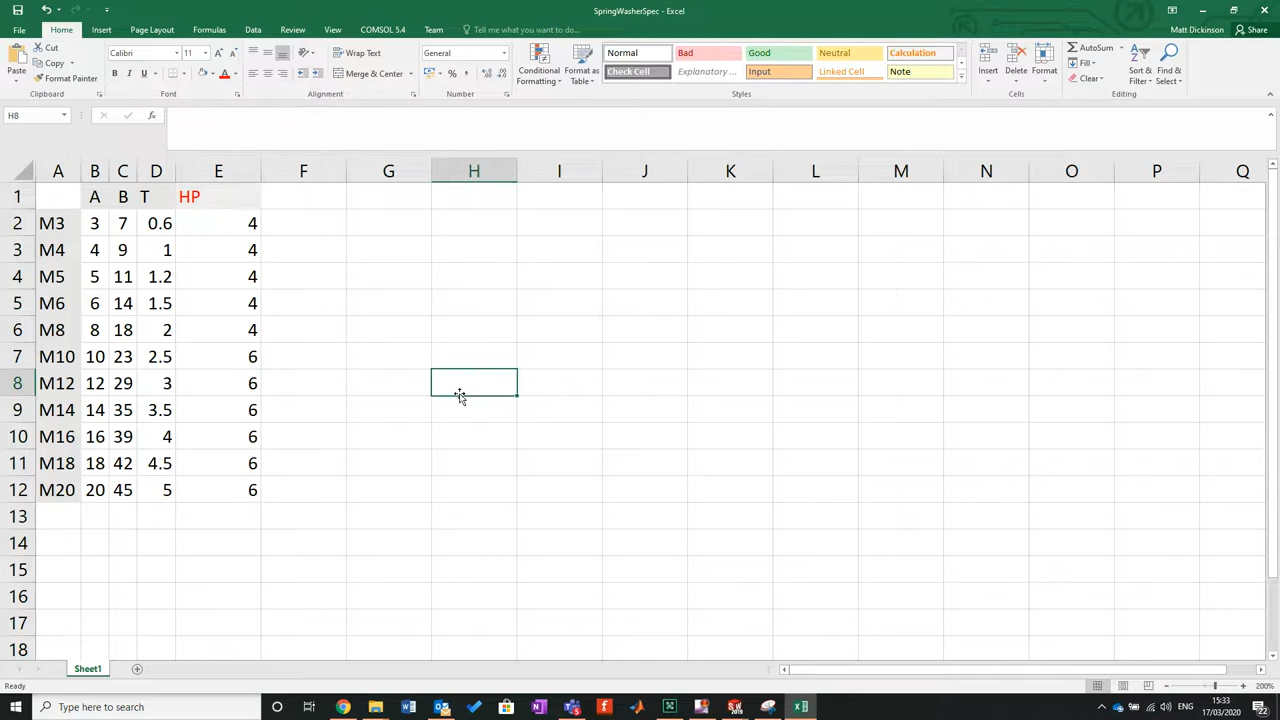 SpringWasherSpec - Excel
File Home Insert Page Layout Formulas Data Review View COMSOL 5.4 Team Tell me what you want to do... Matt Dickinson Share
Paste Cut Copy Format Painter
Calibri 11
B I U
Wrap Text
Merge & Center
General
Conditional Formatting Format as Table
Normal Bad Good Neutral Calculation
Check Cell Explanatory ... Input Linked Cell Note
Insert Delete Format
AutoSum Fill Clear
Sort & Filter Find & Select
Clipboard Font Alignment Number Styles Cells Editing
H8 fx
A B C D E F G H I J K L M N O P Q
1 A B T HP
2 M3 3 7 0.6 4
3 M4 4 9 1 4
4 M5 5 11 1.2 4
5 M6 6 14 1.5 4
6 M8 8 18 2 4
7 M10 10 23 2.5 6
8 M12 12 29 3 6
9 M14 14 35 3.5 6
10 M16 16 39 4 6
11 M18 18 42 4.5 6
12 M20 20 45 5 6
13
14
15
16
17
18
Sheet1
Ready 200%
Type here to search
ENG 15:33
17/03/2020
22